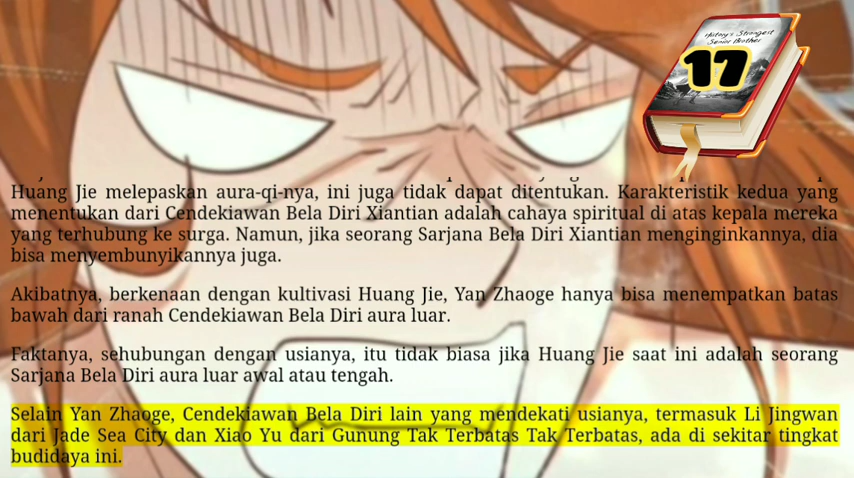 History's Strongest
Senior Brother
17
Huang Jie melepaskan aura-qi-nya, ini juga tidak dapat ditentukan. Karakteristik kedua yang
menentukan dari Cendekiawan Bela Diri Xiantian adalah cahaya spiritual di atas kepala mereka
yang terhubung ke surga. Namun, jika seorang Sarjana Bela Diri Xiantian menginginkannya, dia
bisa menyembunyikannya juga.
Akibatnya, berkenaan dengan kultivasi Huang Jie, Yan Zhaoge hanya bisa menempatkan batas
bawah dari ranah Cendekiawan Bela Diri aura luar.
Faktanya, sehubungan dengan usianya, itu tidak biasa jika Huang Jie saat ini adalah seorang
Sarjana Bela Diri aura luar awal atau tengah.
Selain Yan Zhaoge, Cendekiawan Bela Diri lain yang mendekati usianya, termasuk Li Jingwan
dari Jade Sea City dan Xiao Yu dari Gunung Tak Terbatas Tak Terbatas, ada di sekitar tingkat
budidaya ini.